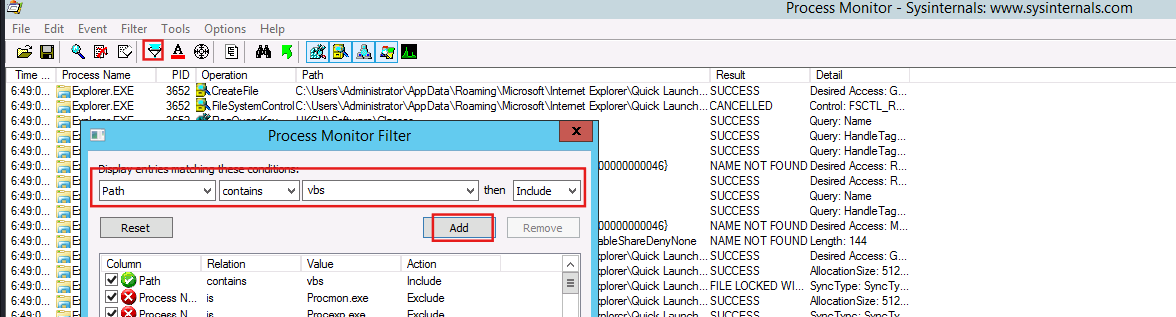 Process Monitor - Sysinternals: www.sysinternals.com
File Edit Event Filter Tools Options Help
Time ... Process Name PID Operation Path Result Detail
6:49:0... Explorer.EXE 3652 CreateFile C:\Users\Administrator\AppData\Roaming\Microsoft\Internet Explorer\Quick Launch... SUCCESS Desired Access: G...
6:49:0... Explorer.EXE 3652 FileSystemControl C:\Users\Administrator\AppData\Roaming\Microsoft\Internet Explorer\Quick Launch... CANCELLED Control: FSCTL_R...
6:49:0... Explorer.EXE 3652 RegQueryKey HKCU\Software\Classes SUCCESS Query: Name
6:49:0... SUCCESS Query: HandleTag...
6:49:0... 00000000046} NAME NOT FOUND Desired Access: R...
6:49:0... SUCCESS Desired Access: R...
6:49:0... SUCCESS Query: Name
6:49:0... SUCCESS Query: HandleTag...
6:49:0... 00000000046} NAME NOT FOUND Desired Access: M...
6:49:0... ableShareDenyNone NAME NOT FOUND Length: 144
6:49:0... xplorer\Quick Launch... SUCCESS Desired Access: G...
6:49:0... xplorer\Quick Launch... SUCCESS AllocationSize: 512...
6:49:0... xplorer\Quick Launch... FILE LOCKED WI... SyncType: SyncTy...
6:49:0... xplorer\Quick Launch... SUCCESS AllocationSize: 512...
6:49:0... xplorer\Quick Launch... SUCCESS SyncType: SyncTy...
Process Monitor Filter
x
Display entries matching these conditions:
Path contains vbs then Include
Reset Add Remove
Column Relation Value Action
Path contains vbs Include
Process N... is Procmon.exe Exclude
Process N... is Procexp.exe Exclude